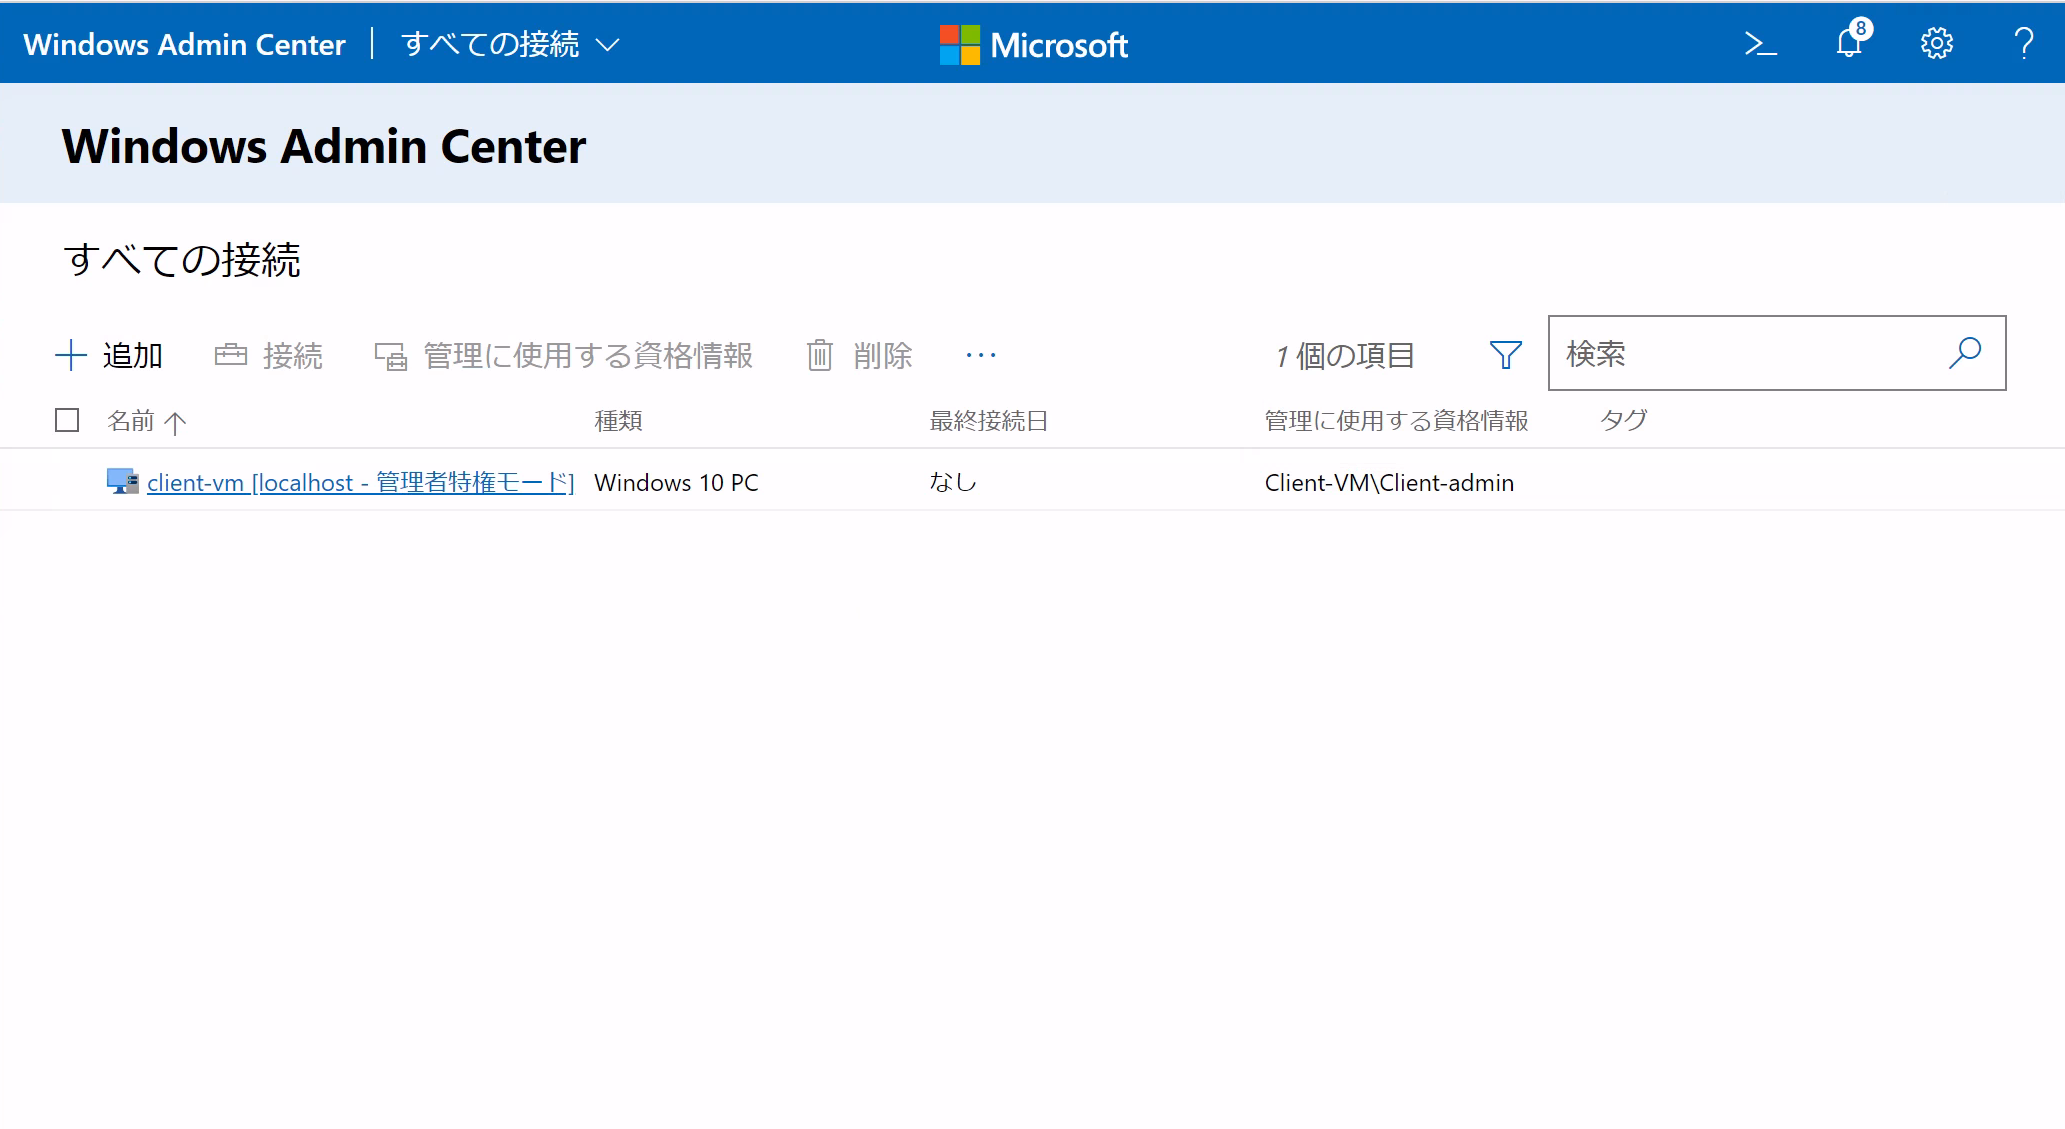 Windows Admin Center すべての接続 Microsoft 8
Windows Admin Center
すべての接続
追加 接続 管理に使用する資格情報 削除 ... 1 個の項目 検索
名前 種類 最終接続日 管理に使用する資格情報 タグ
client-vm [localhost - 管理者特権モード] Windows 10 PC なし Client-VM\Client-admin